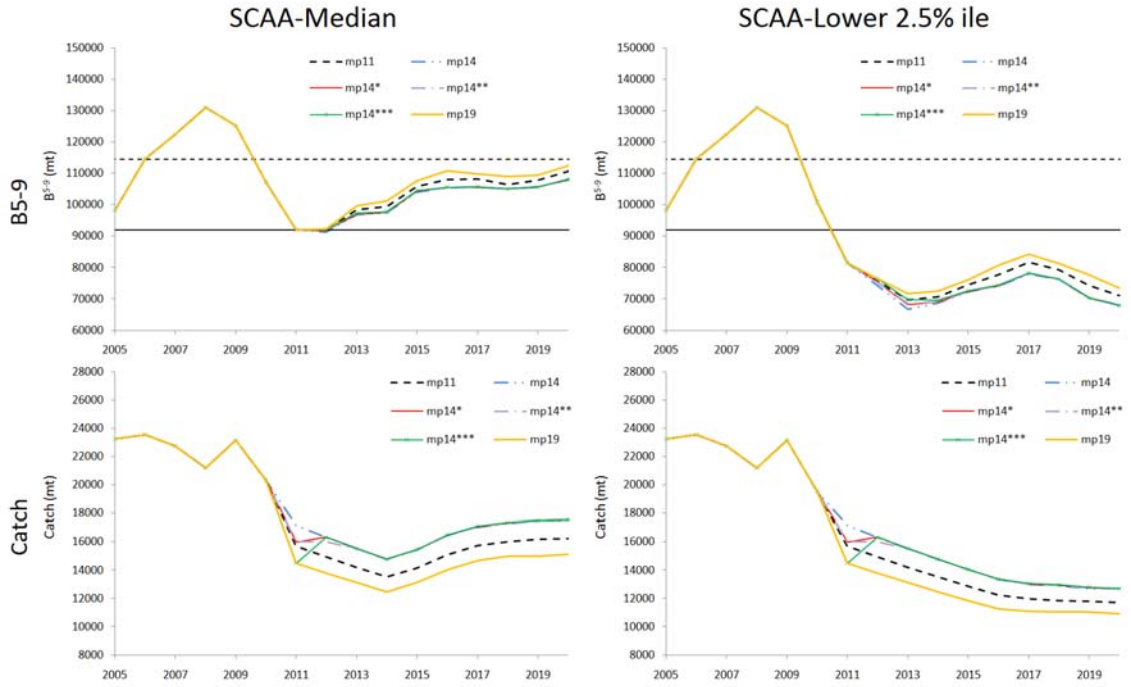 SCAA-Median
SCAA-Lower 2.5% ile
B5-9
B⁵⁻⁹ (mt)
150000
140000
130000
120000
110000
100000
90000
80000
70000
60000
mp11
mp14
mp14*
mp14**
mp14***
mp19
2005 2007 2009 2011 2013 2015 2017 2019
B⁵⁻⁹ (mt)
150000
140000
130000
120000
110000
100000
90000
80000
70000
60000
mp11
mp14
mp14*
mp14**
mp14***
mp19
2005 2007 2009 2011 2013 2015 2017 2019
Catch
Catch (mt)
28000
26000
24000
22000
20000
18000
16000
14000
12000
10000
8000
mp11
mp14
mp14*
mp14**
mp14***
mp19
2005 2007 2009 2011 2013 2015 2017 2019
Catch (mt)
28000
26000
24000
22000
20000
18000
16000
14000
12000
10000
8000
mp11
mp14
mp14*
mp14**
mp14***
mp19
2005 2007 2009 2011 2013 2015 2017 2019